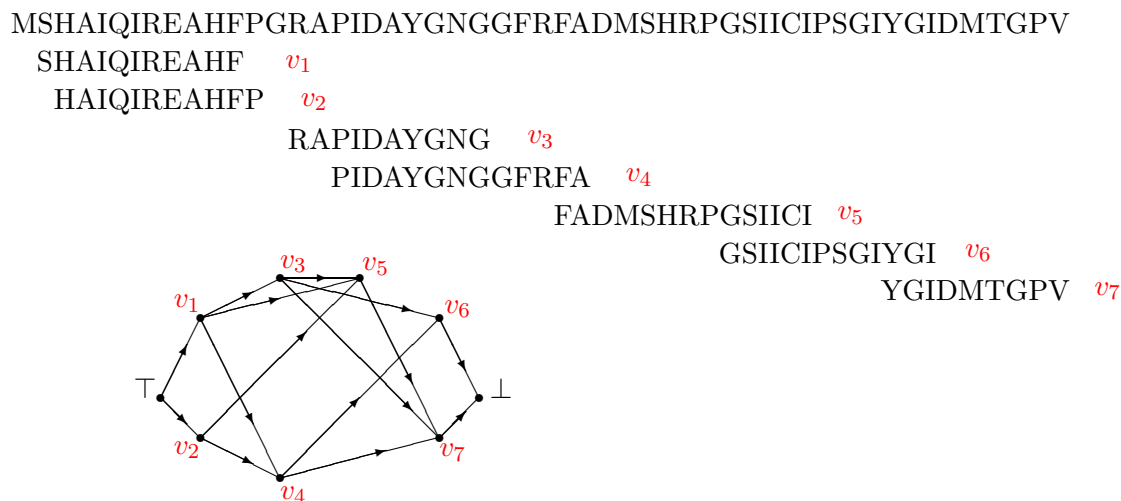 MSHAIQIREAHFPGRAPIDAYGNGGFRFADMSHRPGSIICIPSGIYGIDMTGPV
SHAIQIREAHF v1
HAIQIREAHFP v2
RAPIDAYGNG v3
PIDAYGNGGFRFA v4
FADMSHRPGSIICI v5
GSIICIPSGIYGI v6
YGIDMTGPV v7
v3 v5
v1 v6
⊤ ⊥
v2 v7
v4